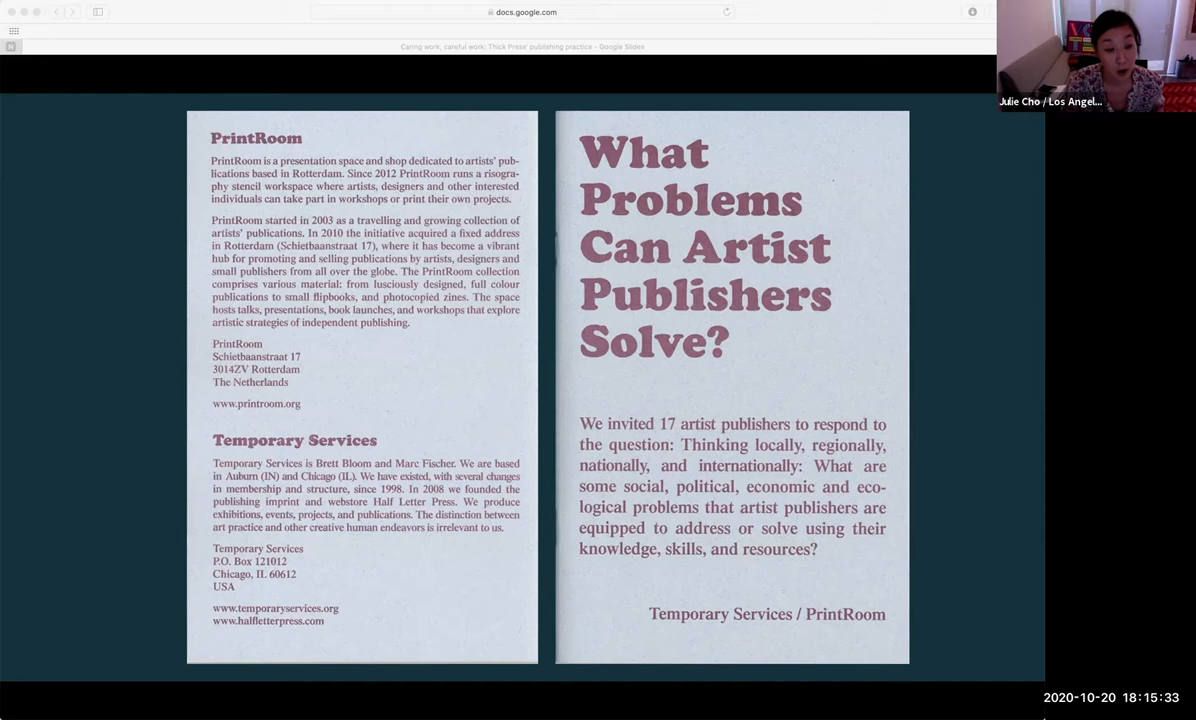 docs.google.com
Caring work, careful work: Thick Press' publishing practice – Google Slides
N
VO
TE
Julie Cho / Los Angel...
PrintRoom
PrintRoom is a presentation space and shop dedicated to artists' pub-
lications based in Rotterdam. Since 2012 PrintRoom runs a risogra-
phy stencil workspace where artists, designers and other interested
individuals can take part in workshops or print their own projects.
PrintRoom started in 2003 as a travelling and growing collection of
artists' publications. In 2010 the initiative acquired a fixed address
in Rotterdam (Schietbaanstraat 17), where it has become a vibrant
hub for promoting and selling publications by artists, designers and
small publishers from all over the globe. The PrintRoom collection
comprises various material: from lusciously designed, full colour
publications to small flipbooks, and photocopied zines. The space
hosts talks, presentations, book launches, and workshops that explore
artistic strategies of independent publishing.
PrintRoom
Schietbaanstraat 17
3014ZV Rotterdam
The Netherlands
www.printroom.org
Temporary Services
Temporary Services is Brett Bloom and Marc Fischer. We are based
in Auburn (IN) and Chicago (IL). We have existed, with several changes
in membership and structure, since 1998. In 2008 we founded the
publishing imprint and webstore Half Letter Press. We produce
exhibitions, events, projects, and publications. The distinction between
art practice and other creative human endeavors is irrelevant to us.
Temporary Services
P.O. Box 121012
Chicago, IL 60612
USA
www.temporaryservices.org
www.halfletterpress.com
What
Problems
Can Artist
Publishers
Solve?
We invited 17 artist publishers to respond to
the question: Thinking locally, regionally,
nationally, and internationally: What are
some social, political, economic and eco-
logical problems that artist publishers are
equipped to address or solve using their
knowledge, skills, and resources?
Temporary Services / PrintRoom
2020-10-20 18:15:33